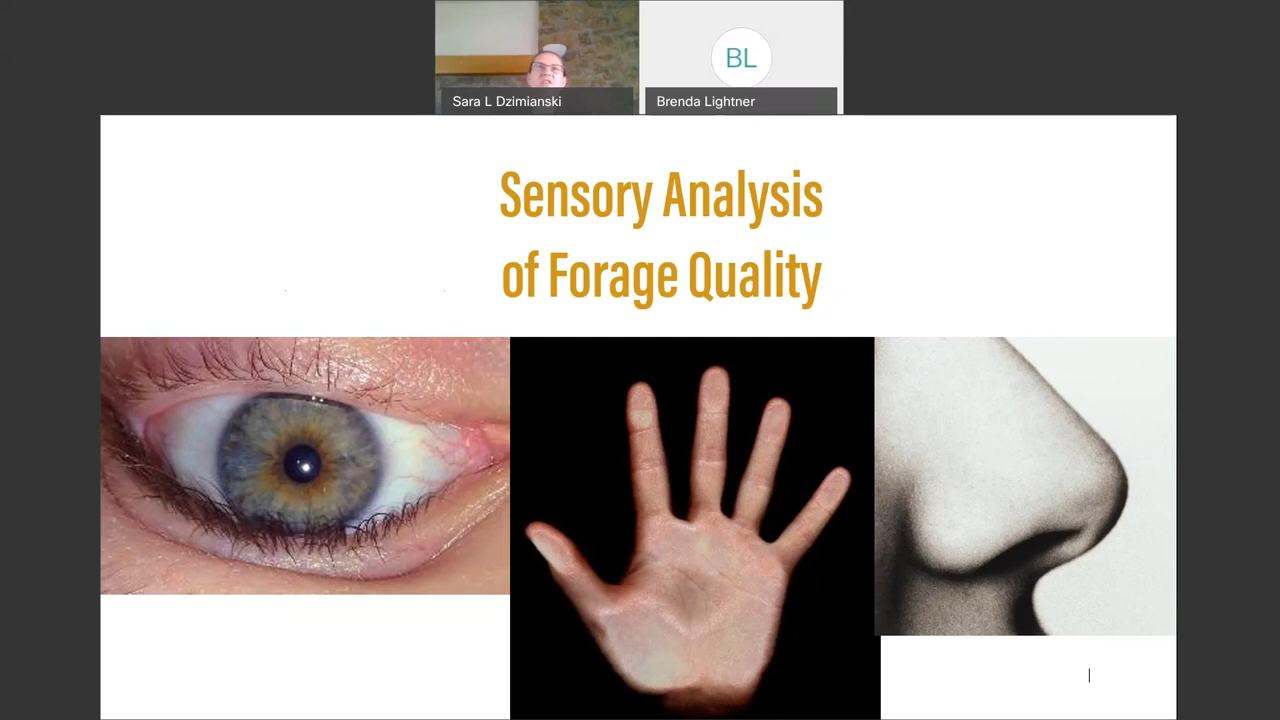 BL
Sara L Dzimianski
Brenda Lightner
Sensory Analysis
of Forage Quality